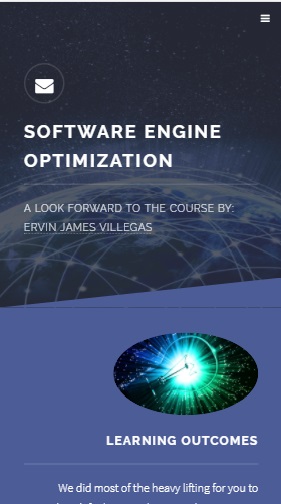 SOFTWARE ENGINE
OPTIMIZATION
A LOOK FORWARD TO THE COURSE BY:
ERVIN JAMES VILLEGAS
LEARNING OUTCOMES
We did most of the heavy lifting for you to